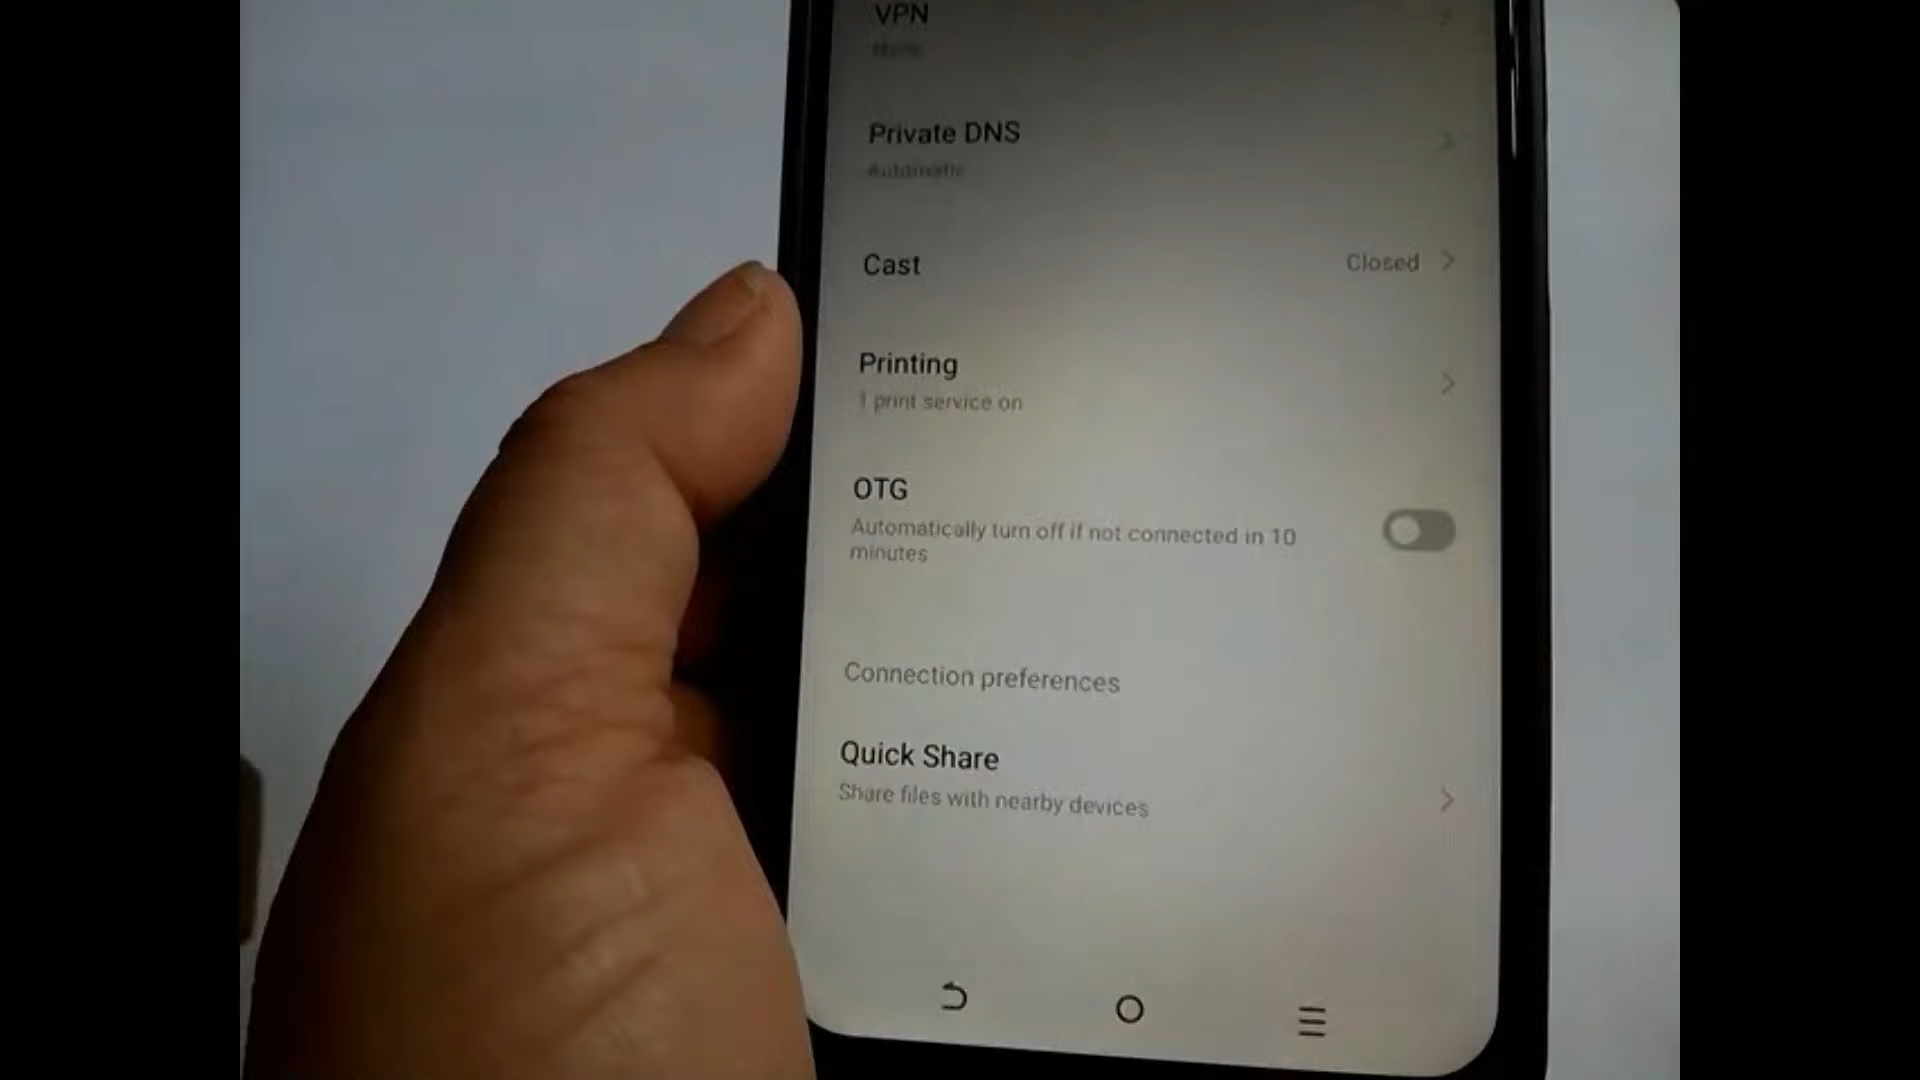 VPN
Private DNS
Automatic
Cast
Closed
Printing
1 print service on
OTG
Automatically turn off if not connected in 10
minutes
Connection preferences
Quick Share
Share files with nearby devices